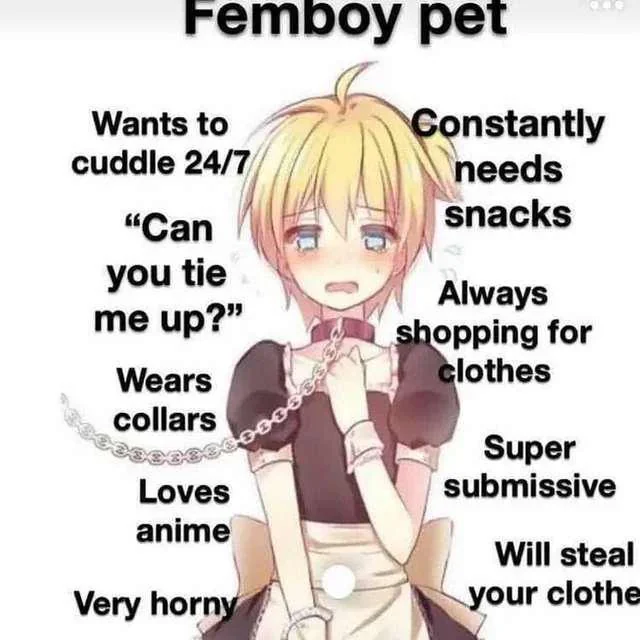 Femboy pet
Wants to
cuddle 24/7
“Can
you tie
me up?”
Wears
collars
Loves
anime
Very horny
Constantly
needs
snacks
Always
shopping for
clothes
Super
submissive
Will steal
your clothe